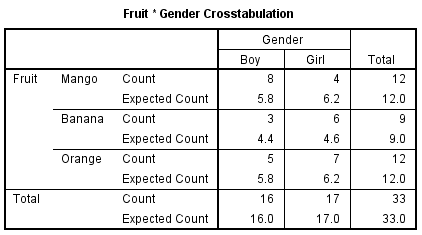 Fruit * Gender Crosstabulation
Gender
Boy Girl Total
Fruit Mango Count 8 4 12
Expected Count 5.8 6.2 12.0
Banana Count 3 6 9
Expected Count 4.4 4.6 9.0
Orange Count 5 7 12
Expected Count 5.8 6.2 12.0
Total Count 16 17 33
Expected Count 16.0 17.0 33.0